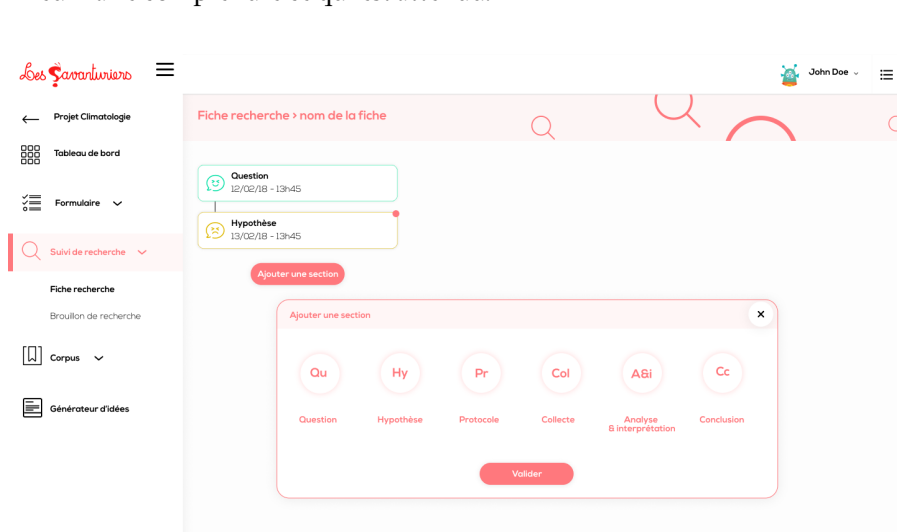 Les Savanturiers
John Doe
Projet Climatologie
Fiche recherche > nom de la fiche
Tableau de bord
Question
12/02/18 - 13h45
Formulaire
Hypothèse
13/02/18 - 13h45
Suivi de recherche
Ajouter une section
Fiche recherche
Brouillon de recherche
Ajouter une section
Corpus
Qu
Hy
Pr
Col
A&i
Cc
Générateur d'idées
Question
Hypothèse
Protocole
Collecte
Analyse
& interprétation
Conclusion
Valider